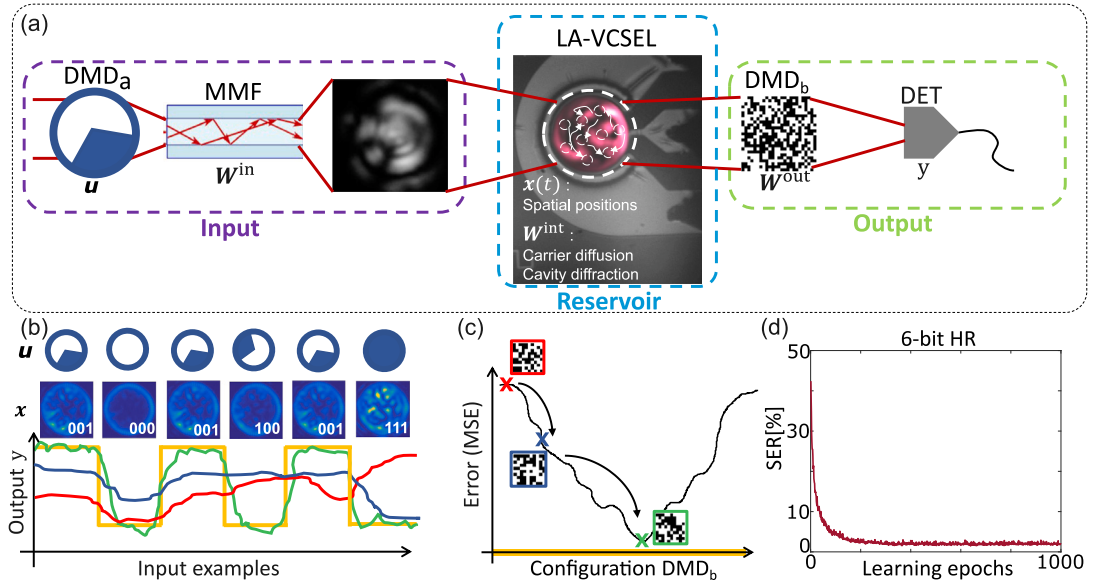 (a)
LA-VCSEL
DMDa
MMF
DMDb
DET
u
Win
Wout
y
x(t) :
Spatial positions
Wint :
Carrier diffusion
Cavity diffraction
Input
Output
Reservoir
(b)
u
x
001
000
001
100
001
111
Output y
Input examples
(c)
Error (MSE)
Configuration DMDb
(d)
6-bit HR
SER[%]
50
40
10
0
0
1000
Learning epochs